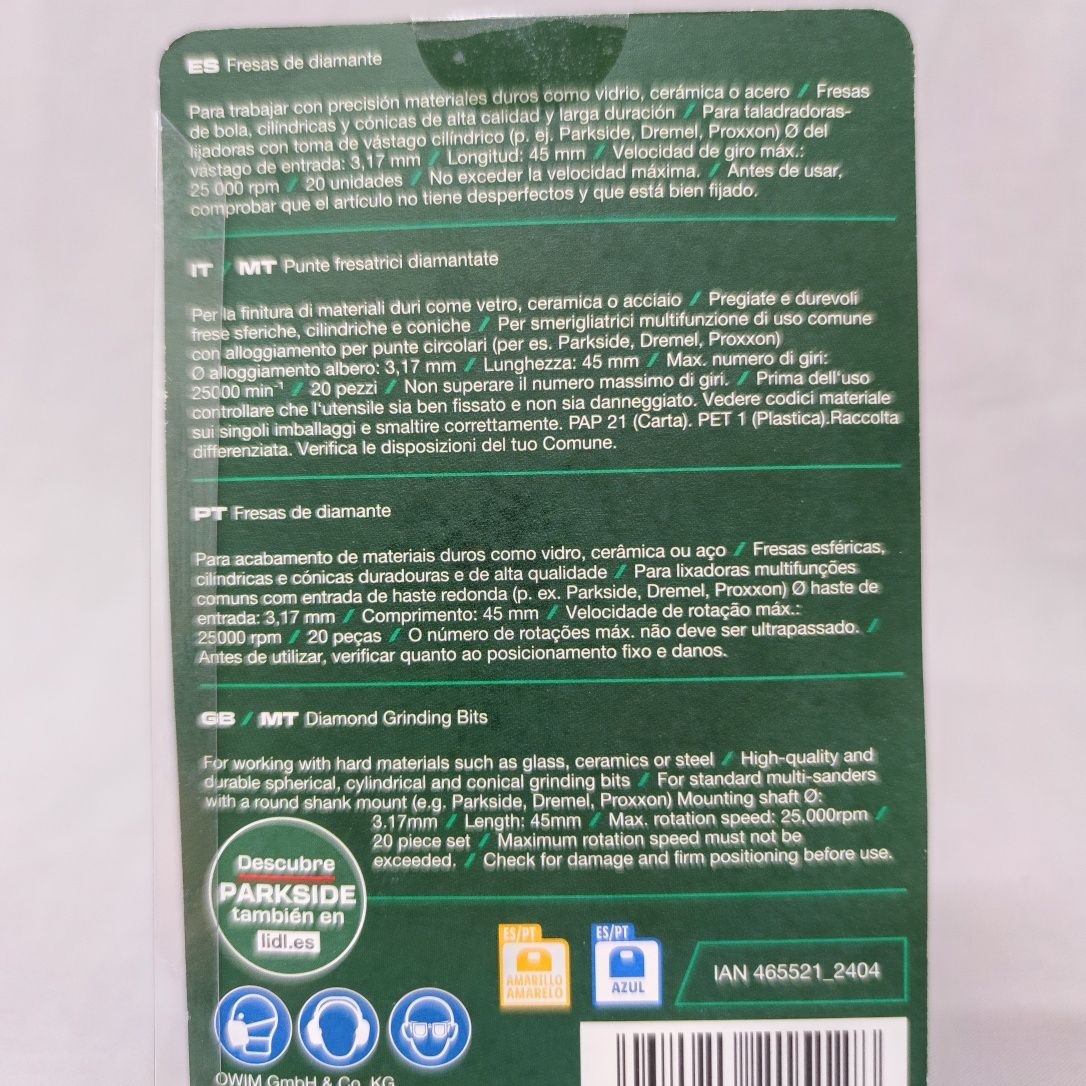 ES Fresas de diamante
Para trabajar con precisión materiales duros como vidrio, cerámica o acero / Fresas
de bola, cilíndricas y cónicas de alta calidad y larga duración / Para taladradoras-
lijadoras con toma de vástago cilíndrico (p. ej. Parkside, Dremel, Proxxon) Ø del
vástago de entrada: 3,17 mm / Longitud: 45 mm / Velocidad de giro máx.:
25 000 rpm / 20 unidades / No exceder la velocidad máxima. / Antes de usar,
comprobar que el artículo no tiene desperfectos y que está bien fijado.
IT / MT Punte fresatrici diamantate
Per la finitura di materiali duri come vetro, ceramica o acciaio / Pregiate e durevoli
frese sferiche, cilindriche e coniche / Per smerigliatrici multifunzione di uso comune
con alloggiamento per punte circolari (per es. Parkside, Dremel, Proxxon)
Ø alloggiamento albero: 3,17 mm / Lunghezza: 45 mm / Max. numero di giri:
25000 min⁻¹ / 20 pezzi / Non superare il numero massimo di giri. / Prima dell‘uso
controllare che l‘utensile sia ben fissato e non sia danneggiato. Vedere codici materiale
sui singoli imballaggi e smaltire correttamente. PAP 21 (Carta). PET 1 (Plastica).Raccolta
differenziata. Verifica le disposizioni del tuo Comune.
PT Fresas de diamante
Para acabamento de materiais duros como vidro, cerâmica ou aço / Fresas esféricas,
cilíndricas e cónicas duradouras e de alta qualidade / Para lixadoras multifunções
comuns com entrada de haste redonda (p. ex. Parkside, Dremel, Proxxon) Ø haste de
entrada: 3,17 mm / Comprimento: 45 mm / Velocidade de rotação máx.:
25000 rpm / 20 peças / O número de rotações máx. não deve ser ultrapassado. /
Antes de utilizar, verificar quanto ao posicionamento fixo e danos.
GB / MT Diamond Grinding Bits
For working with hard materials such as glass, ceramics or steel / High-quality and
durable spherical, cylindrical and conical grinding bits / For standard multi-sanders
with a round shank mount (e.g. Parkside, Dremel, Proxxon) Mounting shaft Ø:
3.17mm / Length: 45mm / Max. rotation speed: 25,000rpm /
20 piece set / Maximum rotation speed must not be
exceeded. / Check for damage and firm positioning before use.
Descubre
PARKSIDE
también en
lidl.es
ES/PT
AMARILLO
AMARELO
ES/PT
AZUL
IAN 465521_2404
OWIM GmbH & Co. KG